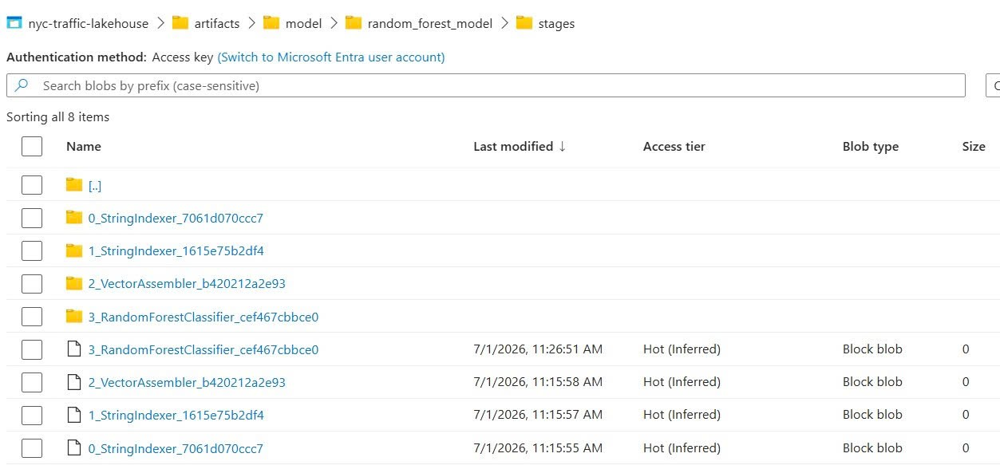 nyc-traffic-lakehouse > artifacts > model > random_forest_model > stages
Authentication method: Access key (Switch to Microsoft Entra user account)
Search blobs by prefix (case-sensitive)
Sorting all 8 items
Name Last modified ↓ Access tier Blob type Size
[..]
0_StringIndexer_7061d070ccc7
1_StringIndexer_1615e75b2df4
2_VectorAssembler_b420212a2e93
3_RandomForestClassifier_cef467cbbce0
3_RandomForestClassifier_cef467cbbce0 7/1/2026, 11:26:51 AM Hot (Inferred) Block blob 0
2_VectorAssembler_b420212a2e93 7/1/2026, 11:15:58 AM Hot (Inferred) Block blob 0
1_StringIndexer_1615e75b2df4 7/1/2026, 11:15:57 AM Hot (Inferred) Block blob 0
0_StringIndexer_7061d070ccc7 7/1/2026, 11:15:55 AM Hot (Inferred) Block blob 0